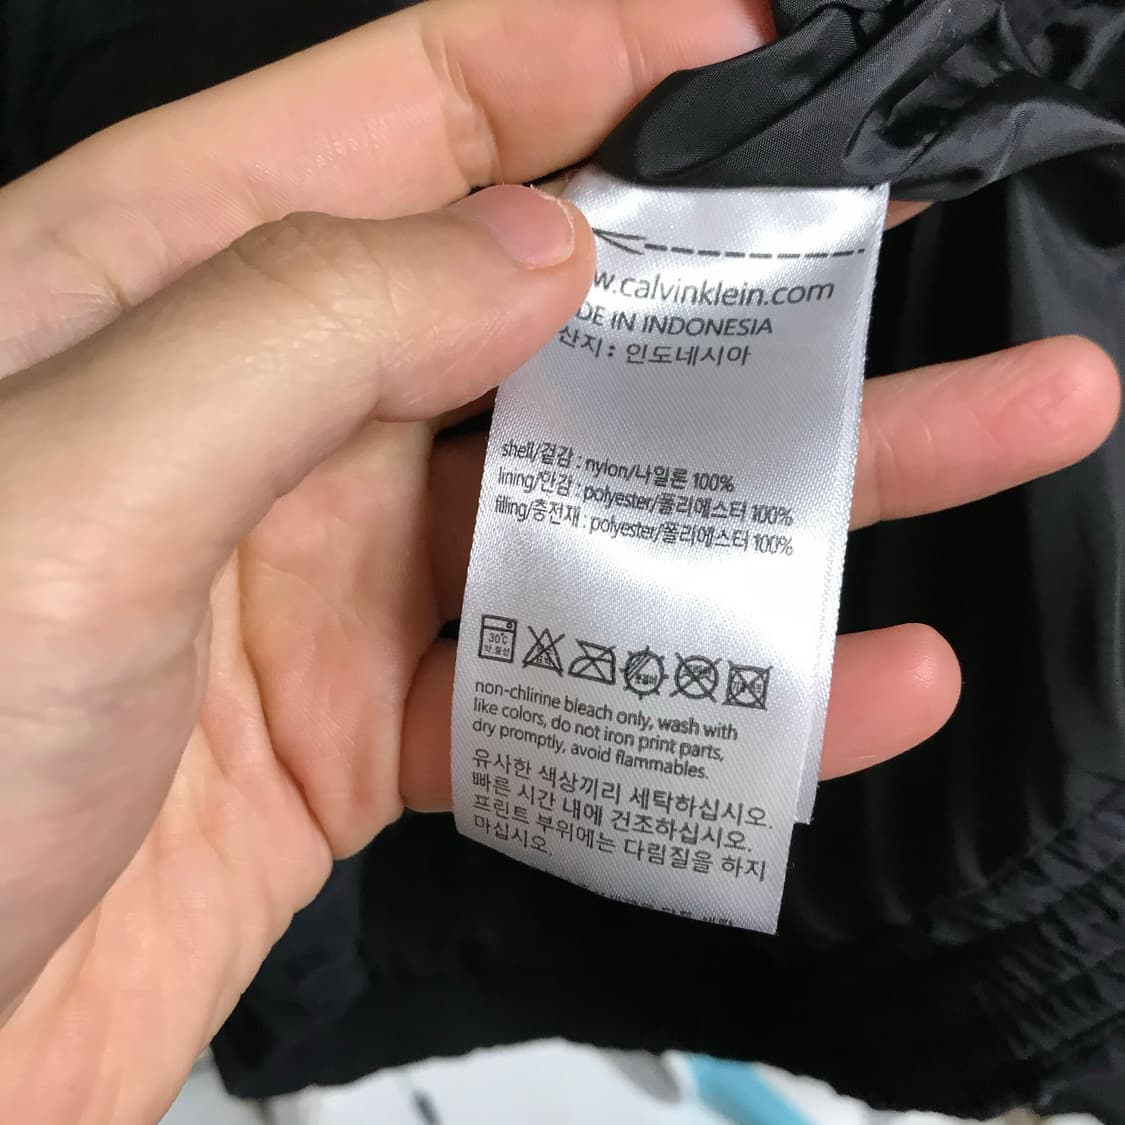 w.calvinklein.com
DE IN INDONESIA
산지 : 인도네시아
shell/겉감 : nylon/나일론 100%
lining/안감 : polyester/폴리에스터 100%
filling/충전재 : polyester/폴리에스터 100%
30℃
약.중성
non-chlirine bleach only, wash with
like colors, do not iron print parts,
dry promptly, avoid flammables.
유사한 색상끼리 세탁하십시오.
빠른 시간 내에 건조하십시오.
프린트 부위에는 다림질을 하지
마십시오.